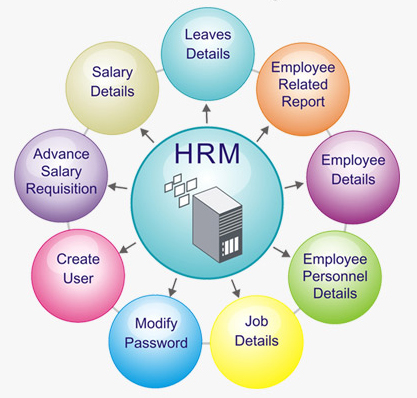 Leaves
Details
Employee
Related
Report
Employee
Details
Employee
Personnel
Details
Job
Details
Modify
Password
Create
User
Advance
Salary
Requisition
Salary
Details
HRM